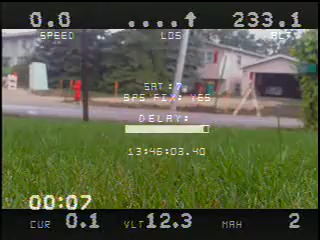 0.0 ....↑ 233.1
SPEED LOS ALT
SAT:7
GPS FIX: YES
DELAY:
13:46:03.40
00:07
CUR 0.1 VLT 12.3 MAH 2